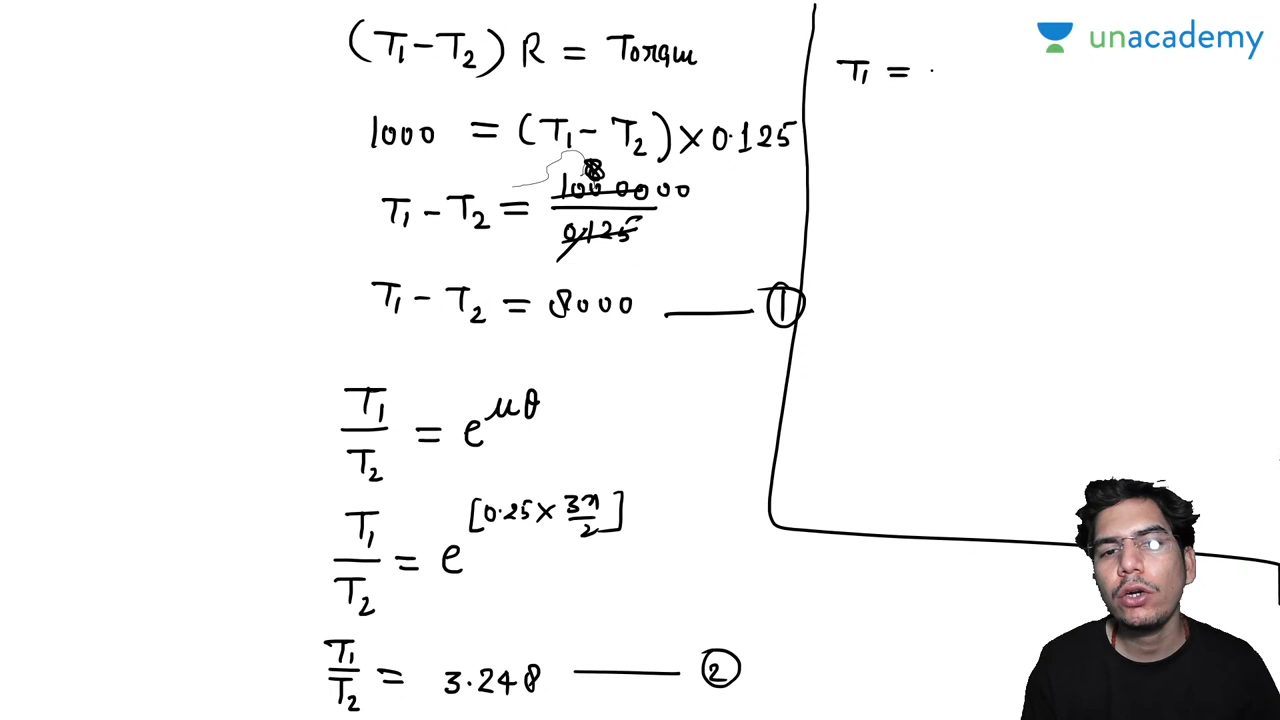 (T₁ - T₂) R = Torque
1000 = (T₁ - T₂) × 0.125
T₁ - T₂ = 1000000 / 0.125
8
T₁ - T₂ = 8000 ——— ①
T₁ / T₂ = e^μθ
T₁ / T₂ = e^[0.25 × 3π/2]
T₁ / T₂ = 3.248 ——— ②
unacademy
T₁ =